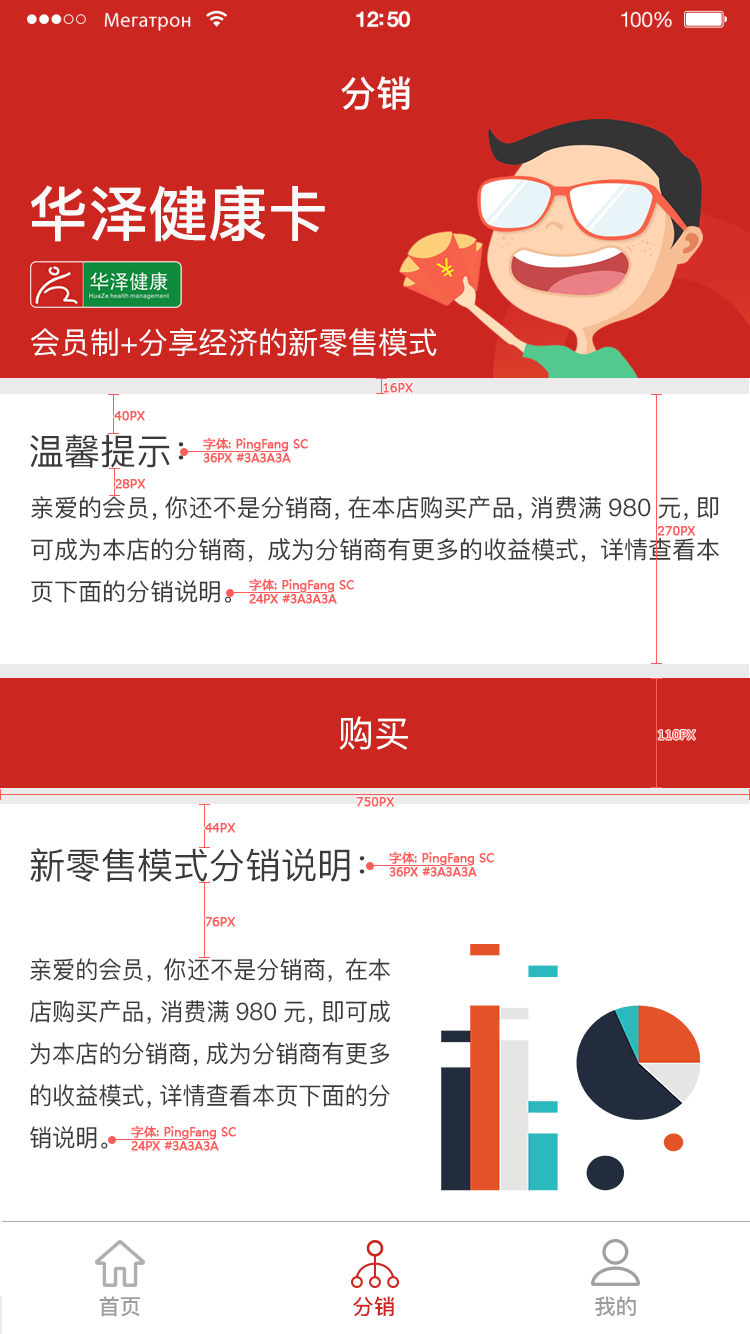 Мегатрон 12:50 100%
分销
华泽健康卡
华泽健康
HuaZe health management
会员制+分享经济的新零售模式
16PX
40PX
温馨提示：
字体: PingFang SC
36PX #3A3A3A
28PX
亲爱的会员, 你还不是分销商, 在本店购买产品, 消费满 980 元, 即
270PX
可成为本店的分销商，成为分销商有更多的收益模式，详情查看本
页下面的分销说明。
字体: PingFang SC
24PX #3A3A3A
购买
110PX
750PX
44PX
新零售模式分销说明：
字体: PingFang SC
36PX #3A3A3A
76PX
亲爱的会员，你还不是分销商，在本
店购买产品, 消费满 980 元, 即可成
为本店的分销商, 成为分销商有更多
的收益模式, 详情查看本页下面的分
销说明。
字体: PingFang SC
24PX #3A3A3A
首页 分销 我的